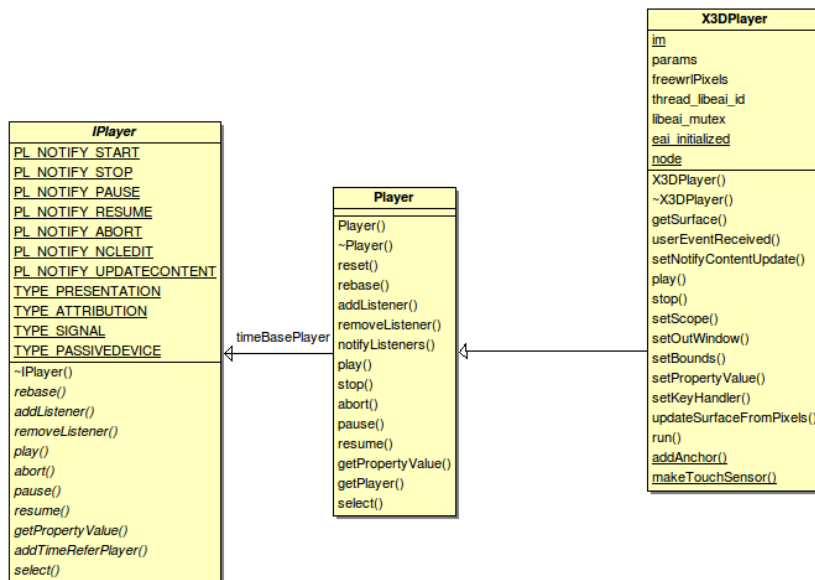 IPlayer
PL_NOTIFY_START
PL_NOTIFY_STOP
PL_NOTIFY_PAUSE
PL_NOTIFY_RESUME
PL_NOTIFY_ABORT
PL_NOTIFY_NCLEDIT
PL_NOTIFY_UPDATECONTENT
TYPE_PRESENTATION
TYPE_ATTRIBUTION
TYPE_SIGNAL
TYPE_PASSIVEDEVICE
~IPlayer()
rebase()
addListener()
removeListener()
play()
abort()
pause()
resume()
getPropertyValue()
addTimeReferPlayer()
select()
timeBasePlayer
Player
Player()
~Player()
reset()
rebase()
addListener()
removeListener()
notifyListeners()
play()
stop()
abort()
pause()
resume()
getPropertyValue()
getPlayer()
select()
X3DPlayer
im
params
freewrlPixels
thread_libeai_id
libeai_mutex
eai_initialized
node
X3DPlayer()
~X3DPlayer()
getSurface()
userEventReceived()
setNotifyContentUpdate()
play()
stop()
setScope()
setOutWindow()
setBounds()
setPropertyValue()
setKeyHandler()
updateSurfaceFromPixels()
run()
addAnchor()
makeTouchSensor()